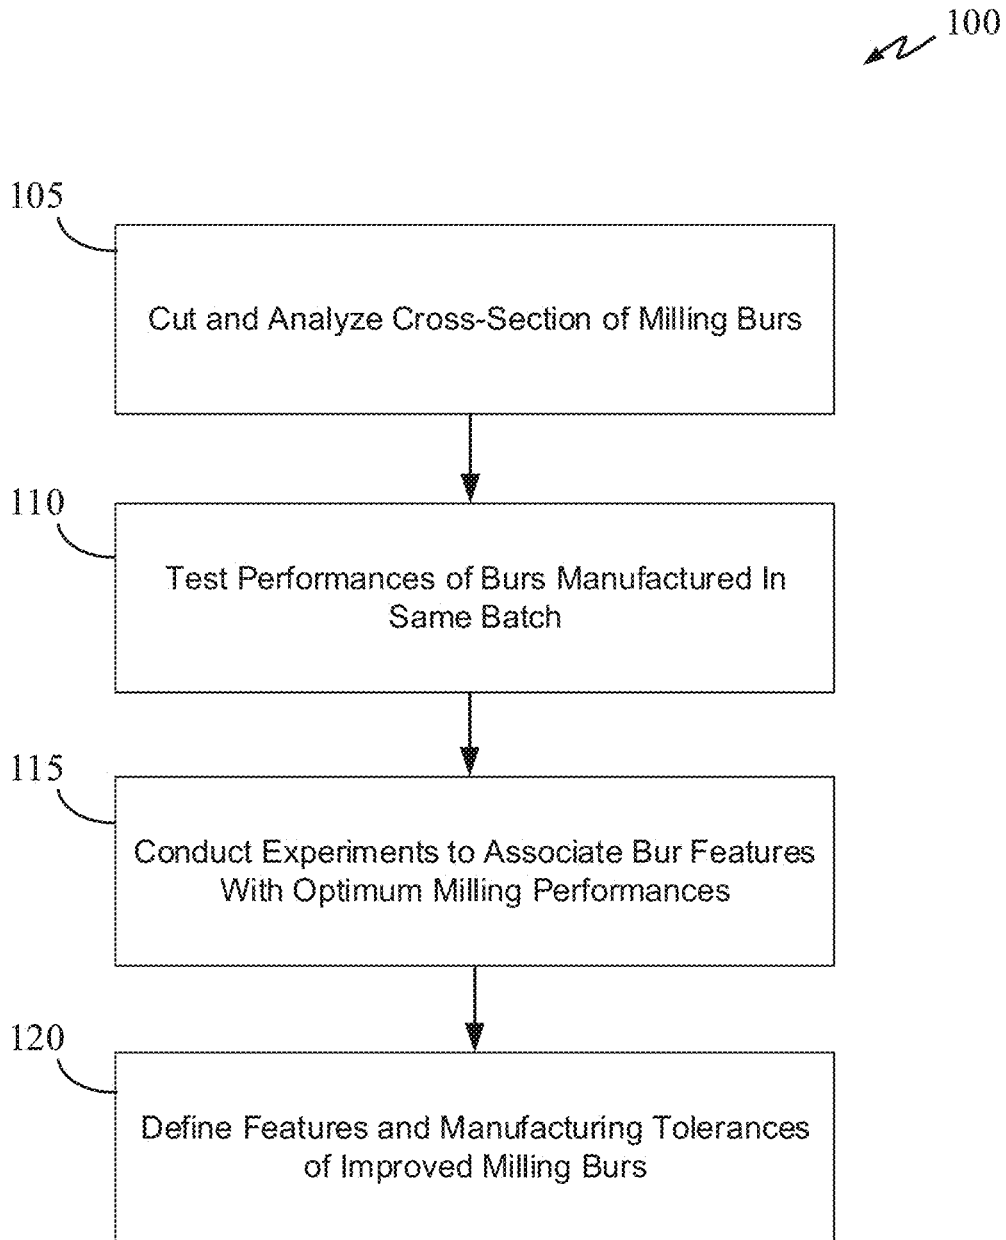 100
105
Cut and Analyze Cross-Section of Milling Burs
110
Test Performances of Burs Manufactured In
Same Batch
115
Conduct Experiments to Associate Bur Features
With Optimum Milling Performances
120
Define Features and Manufacturing Tolerances
of Improved Milling Burs